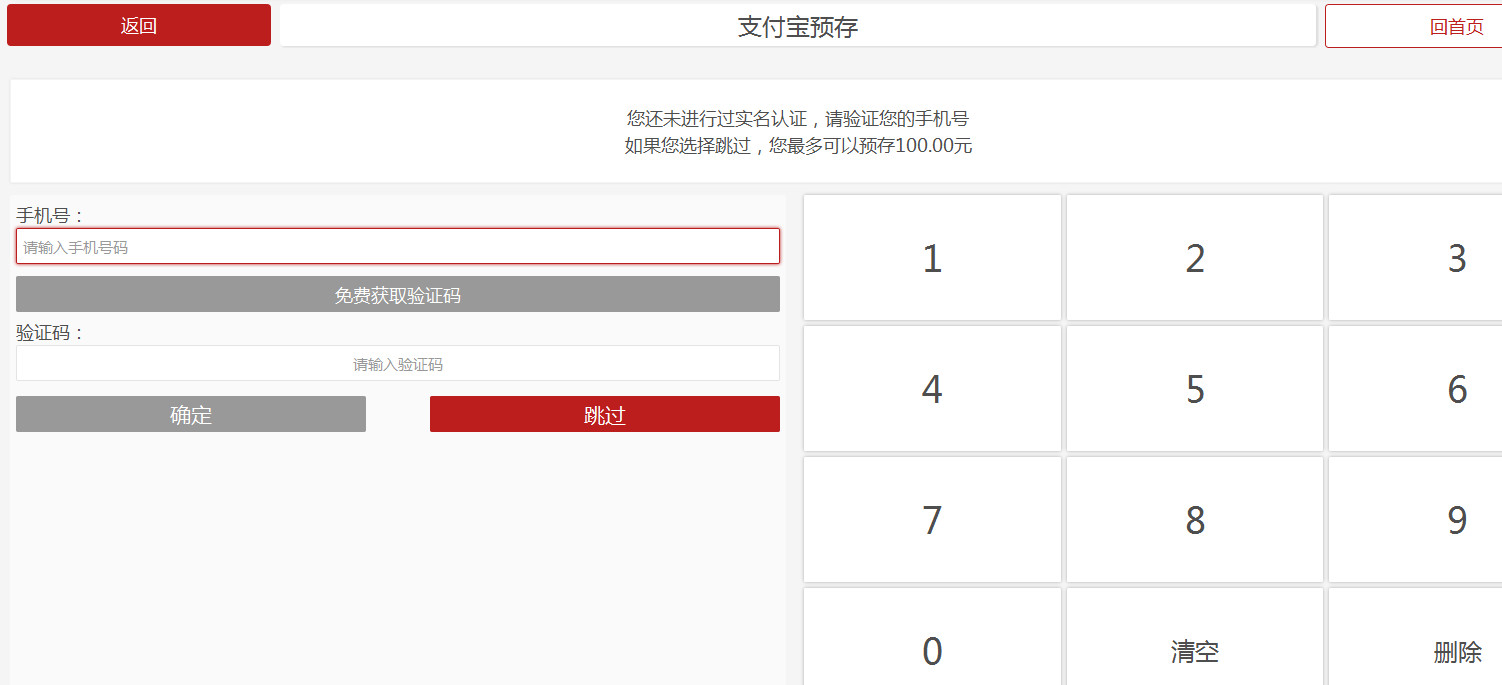 返回
支付宝预存
回首页
您还未进行过实名认证，请验证您的手机号
如果您选择跳过，您最多可以预存100.00元
手机号：
请输入手机号码
免费获取验证码
验证码：
请输入验证码
确定
跳过
1
2
3
4
5
6
7
8
9
0
清空
删除